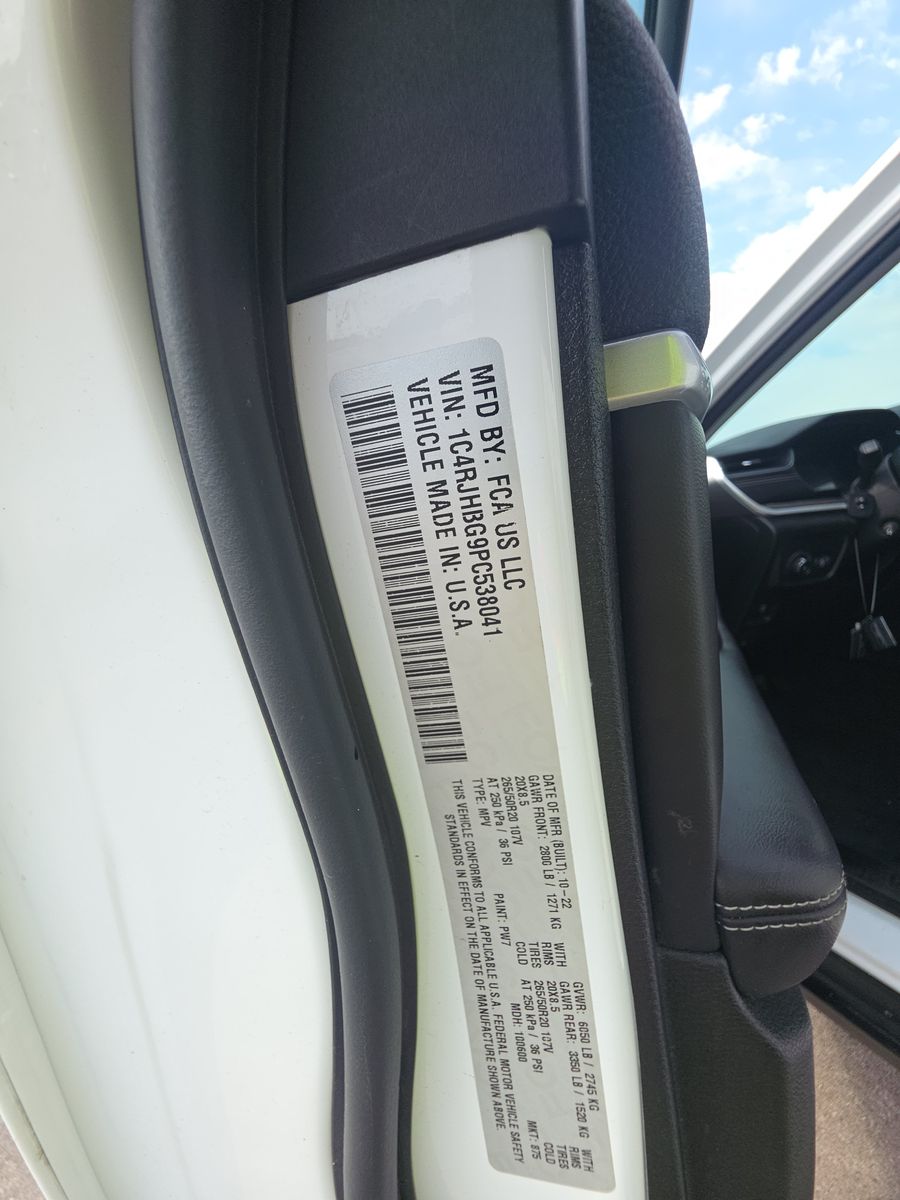 MFD BY: FCA US LLC
VIN: 1C4RJHBG9PC538041
VEHICLE MADE IN: U.S.A.
DATE OF MFR (BUILT): 10-22 GVWR: 6050 LB / 2745 KG
GAWR FRONT: 2800 LB / 1271 KG WITH GAWR REAR: 3350 LB / 1520 KG WITH
20X8.5 RIMS 20X8.5 RIMS
265/50R20 107V TIRES 265/50R20 107V TIRES
AT 250 kPa / 36 PSI COLD AT 250 kPa / 36 PSI COLD
TYPE: MPV PAINT: PW7 MDH: 100600 MKT: 875
THIS VEHICLE CONFORMS TO ALL APPLICABLE U.S.A. FEDERAL MOTOR VEHICLE SAFETY
STANDARDS IN EFFECT ON THE DATE OF MANUFACTURE SHOWN ABOVE.